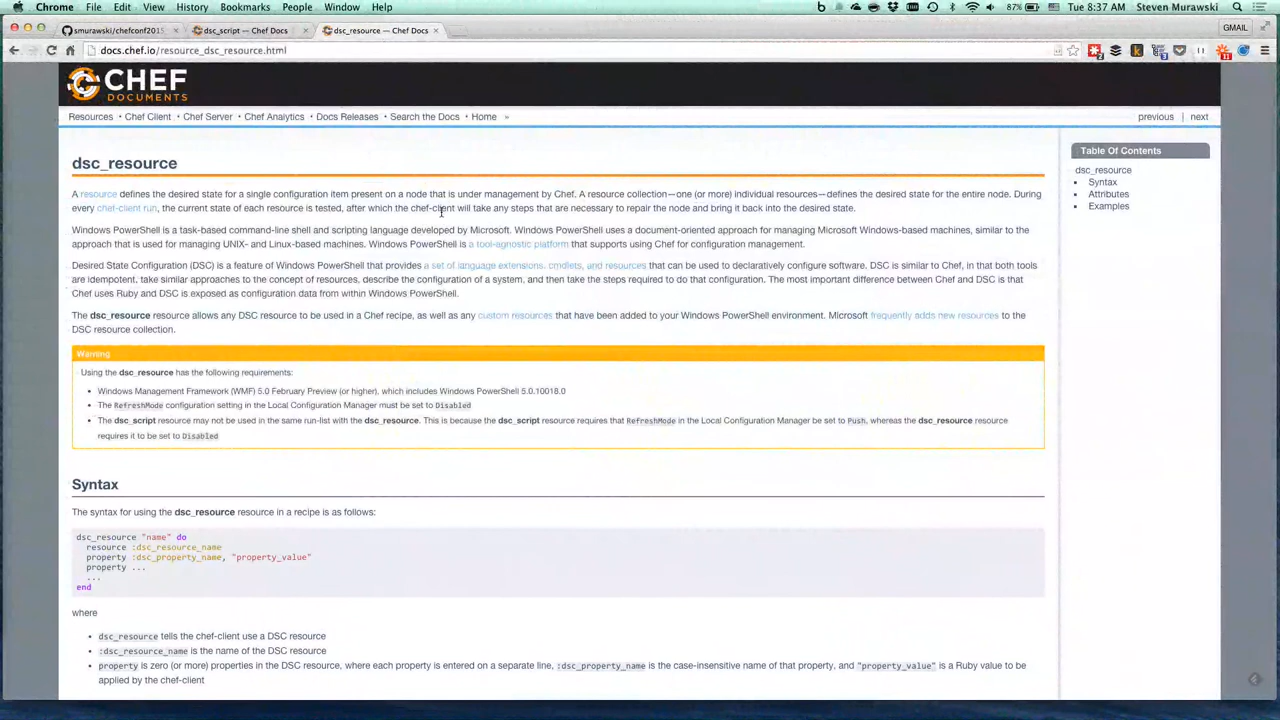 Chrome File Edit View History Bookmarks People Window Help 87% Tue 8:37 AM Steven Murawski
smurawski/chefconf2015 dsc_script — Chef Docs dsc_resource — Chef Docs GMAIL
docs.chef.io/resource_dsc_resource.html
CHEF
DOCUMENTS
Resources • Chef Client • Chef Server • Chef Analytics • Docs Releases • Search the Docs • Home » previous | next
dsc_resource
A resource defines the desired state for a single configuration item present on a node that is under management by Chef. A resource collection—one (or more) individual resources—defines the desired state for the entire node. During
every chef-client run, the current state of each resource is tested, after which the chef-client will take any steps that are necessary to repair the node and bring it back into the desired state.
Windows PowerShell is a task-based command-line shell and scripting language developed by Microsoft. Windows PowerShell uses a document-oriented approach for managing Microsoft Windows-based machines, similar to the
approach that is used for managing UNIX- and Linux-based machines. Windows PowerShell is a tool-agnostic platform that supports using Chef for configuration management.
Desired State Configuration (DSC) is a feature of Windows PowerShell that provides a set of language extensions, cmdlets, and resources that can be used to declaratively configure software. DSC is similar to Chef, in that both tools
are idempotent, take similar approaches to the concept of resources, describe the configuration of a system, and then take the steps required to do that configuration. The most important difference between Chef and DSC is that
Chef uses Ruby and DSC is exposed as configuration data from within Windows PowerShell.
The dsc_resource resource allows any DSC resource to be used in a Chef recipe, as well as any custom resources that have been added to your Windows PowerShell environment. Microsoft frequently adds new resources to the
DSC resource collection.
Warning
Using the dsc_resource has the following requirements:
• Windows Management Framework (WMF) 5.0 February Preview (or higher), which includes Windows PowerShell 5.0.10018.0
• The RefreshMode configuration setting in the Local Configuration Manager must be set to Disabled
• The dsc_script resource may not be used in the same run-list with the dsc_resource. This is because the dsc_script resource requires that RefreshMode in the Local Configuration Manager be set to Push, whereas the dsc_resource resource
requires it to be set to Disabled
Syntax
The syntax for using the dsc_resource resource in a recipe is as follows:
dsc_resource "name" do
resource :dsc_resource_name
property :dsc_property_name, "property_value"
property ...
...
end
where
• dsc_resource tells the chef-client use a DSC resource
• :dsc_resource_name is the name of the DSC resource
• property is zero (or more) properties in the DSC resource, where each property is entered on a separate line, :dsc_property_name is the case-insensitive name of that property, and "property_value" is a Ruby value to be
applied by the chef-client
Table Of Contents
dsc_resource
• Syntax
• Attributes
• Examples